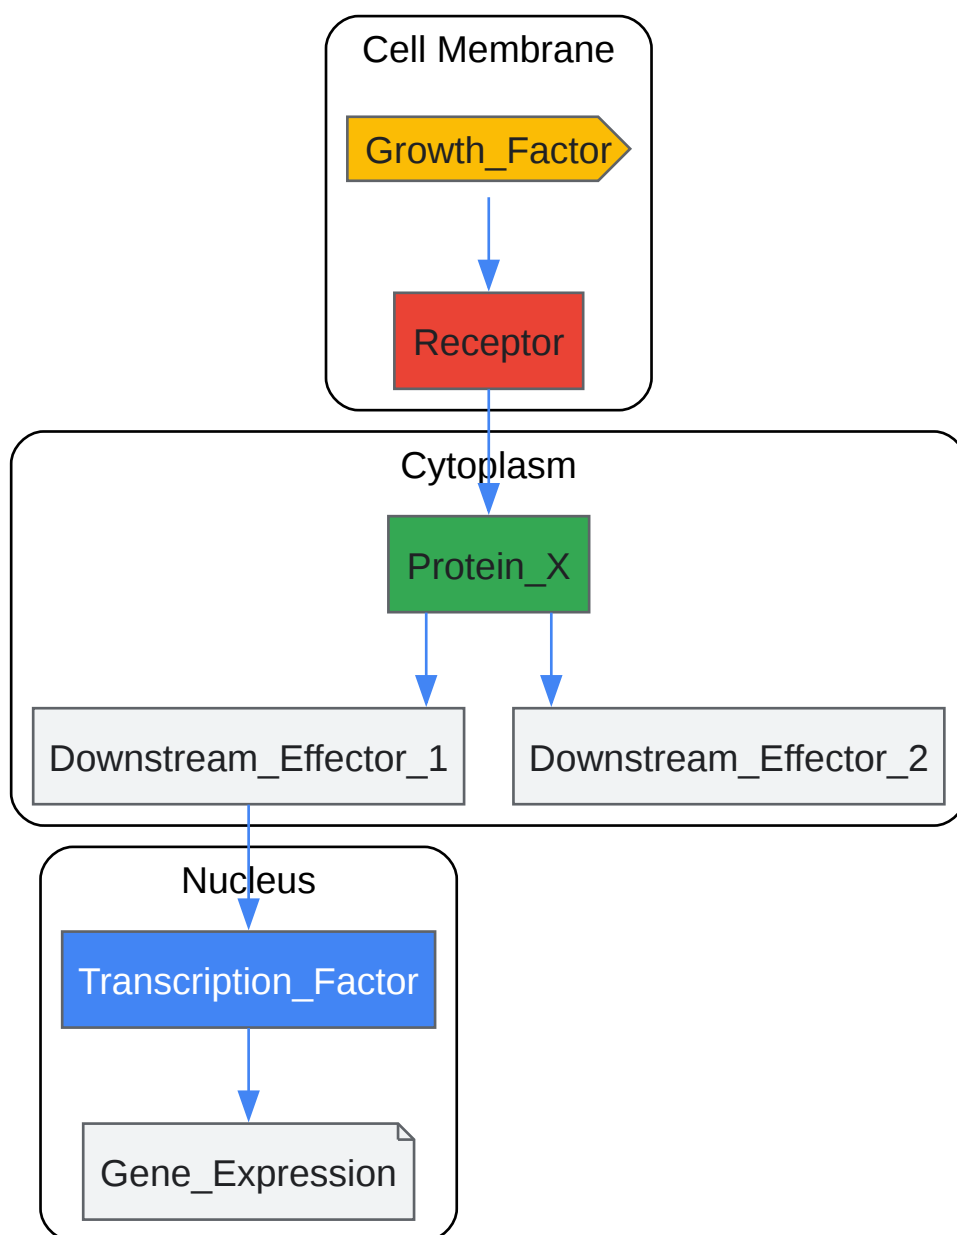 Cell Membrane
Growth_Factor
Receptor
Cytoplasm
Protein_X
Downstream_Effector_1
Downstream_Effector_2
Nucleus
Transcription_Factor
Gene_Expression